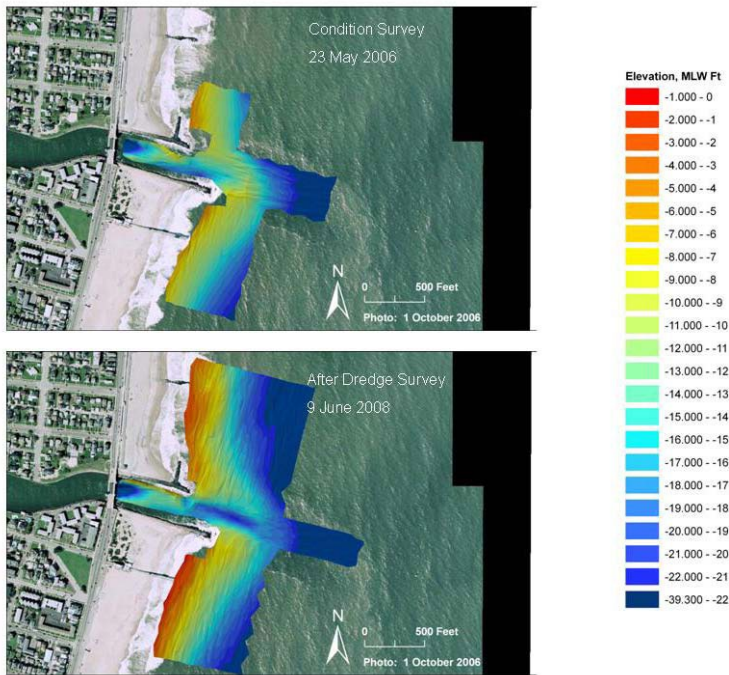 Condition Survey
23 May 2006
N
0 500 Feet
Photo: 1 October 2006
After Dredge Survey
9 June 2008
N
0 500 Feet
Photo: 1 October 2006
Elevation, MLW Ft
-1.000 - 0
-2.000 - -1
-3.000 - -2
-4.000 - -3
-5.000 - -4
-6.000 - -5
-7.000 - -6
-8.000 - -7
-9.000 - -8
-10.000 - -9
-11.000 - -10
-12.000 - -11
-13.000 - -12
-14.000 - -13
-15.000 - -14
-16.000 - -15
-17.000 - -16
-18.000 - -17
-19.000 - -18
-20.000 - -19
-21.000 - -20
-22.000 - -21
-39.300 - -22